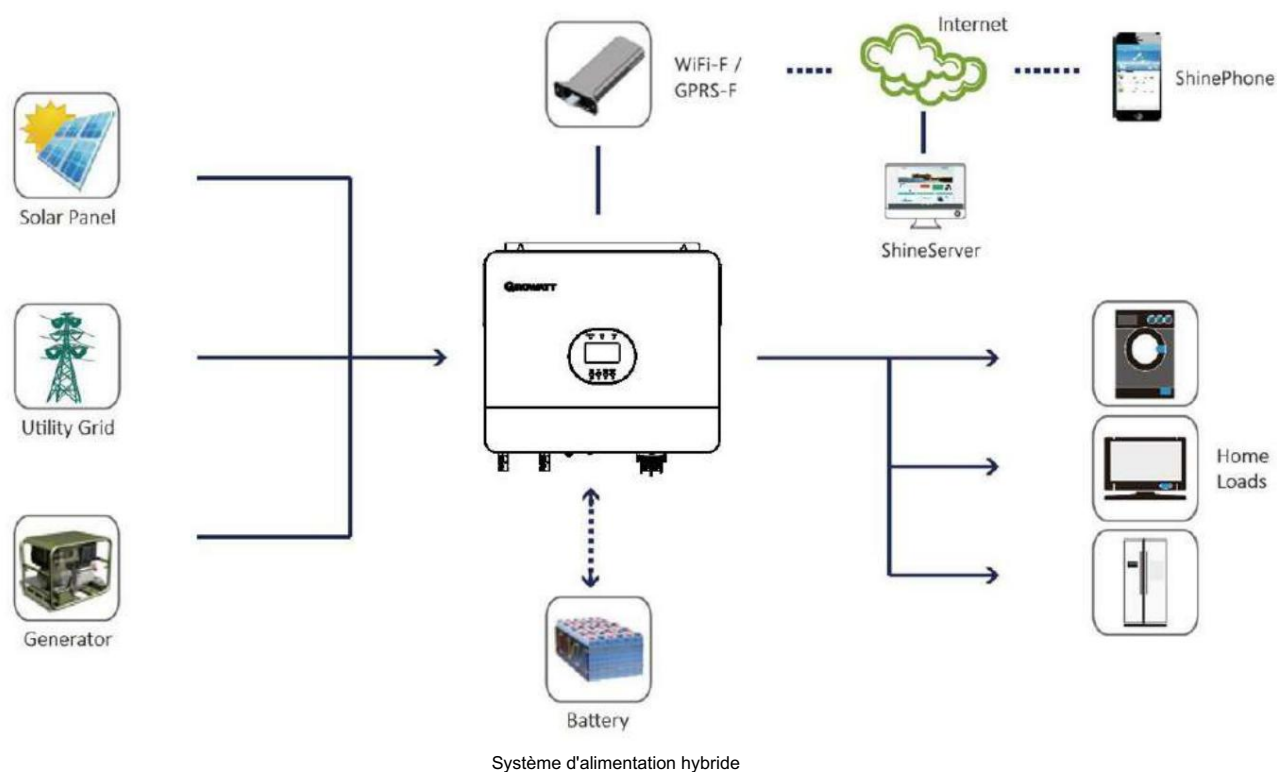 Internet
WiFi-F /
GPRS-F
ShinePhone
Solar Panel
ShineServer
GROWATT
Utility Grid
Home
Loads
Generator
Battery
Système d'alimentation hybride